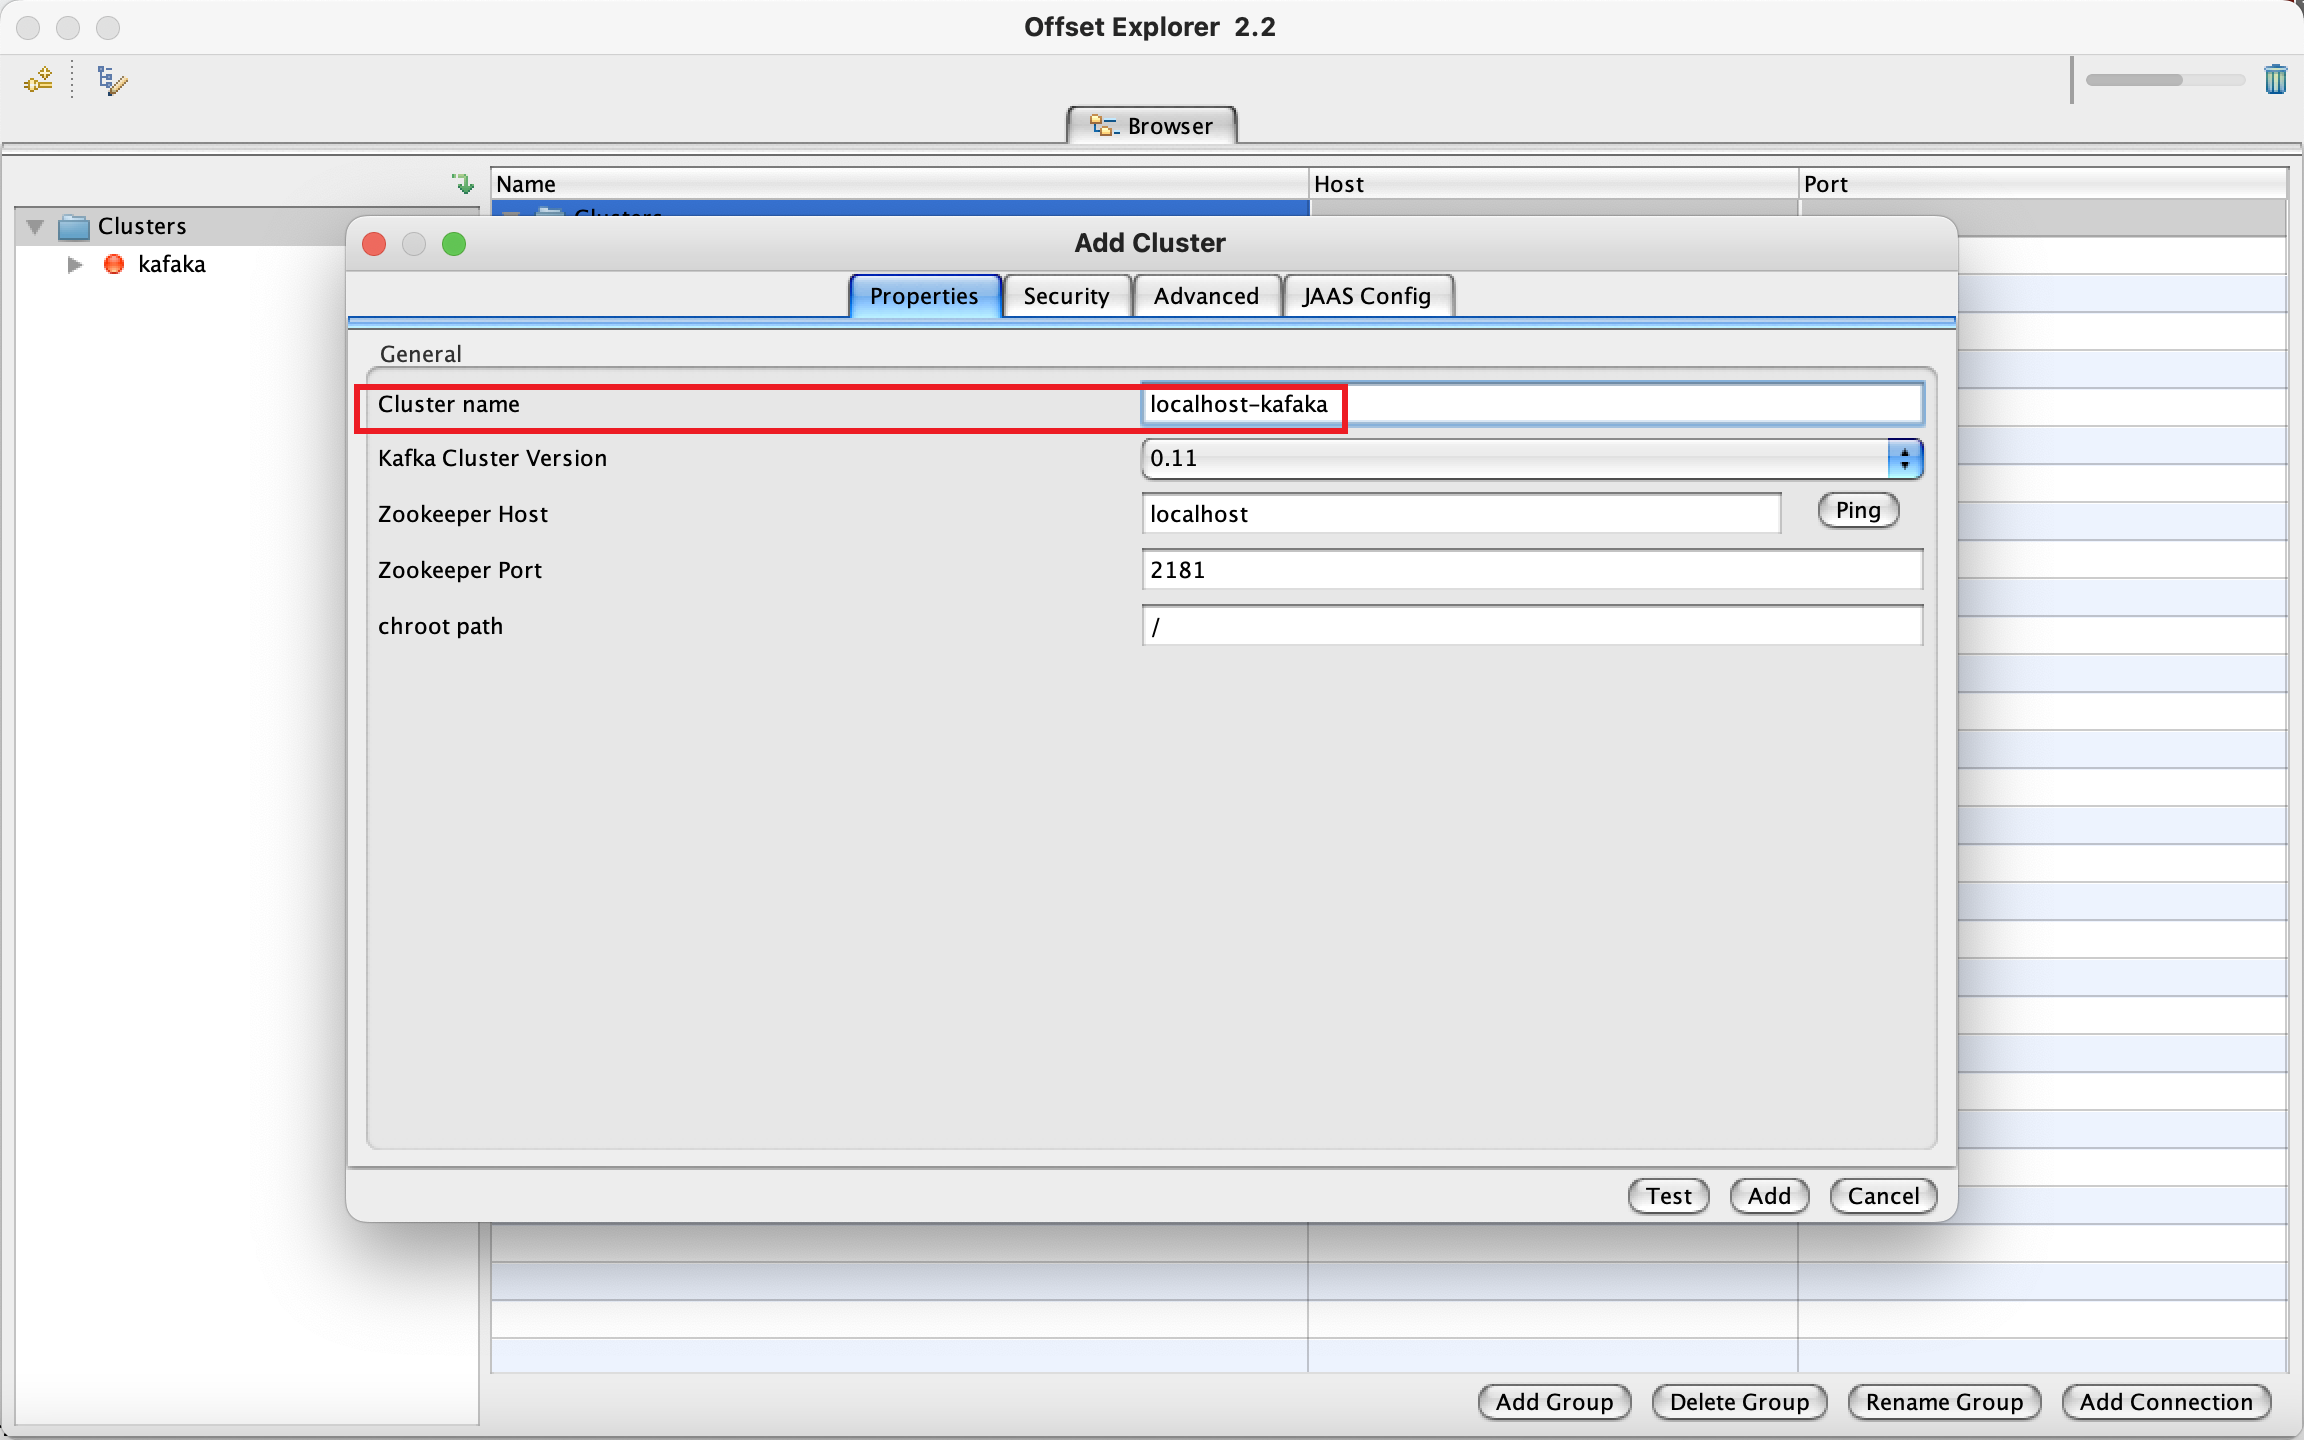 Offset Explorer 2.2
Browser
Name Host Port
Clusters
Clusters
kafaka
Add Cluster
Properties Security Advanced JAAS Config
General
Cluster name localhost-kafaka
Kafka Cluster Version 0.11
Zookeeper Host localhost Ping
Zookeeper Port 2181
chroot path /
Test Add Cancel
Add Group Delete Group Rename Group Add Connection